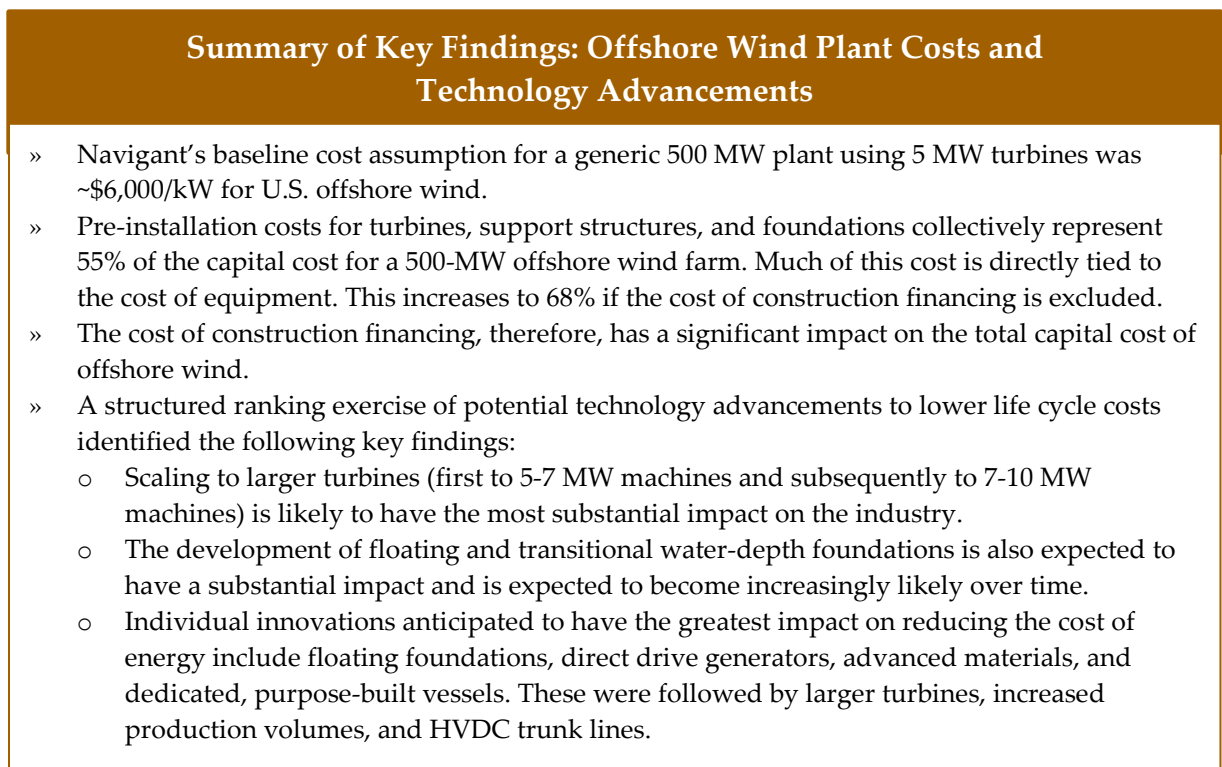 Summary of Key Findings: Offshore Wind Plant Costs and
Technology Advancements
» Navigant’s baseline cost assumption for a generic 500 MW plant using 5 MW turbines was
~$6,000/kW for U.S. offshore wind.
» Pre-installation costs for turbines, support structures, and foundations collectively represent
55% of the capital cost for a 500-MW offshore wind farm. Much of this cost is directly tied to
the cost of equipment. This increases to 68% if the cost of construction financing is excluded.
» The cost of construction financing, therefore, has a significant impact on the total capital cost of
offshore wind.
» A structured ranking exercise of potential technology advancements to lower life cycle costs
identified the following key findings:
o Scaling to larger turbines (first to 5-7 MW machines and subsequently to 7-10 MW
machines) is likely to have the most substantial impact on the industry.
o The development of floating and transitional water-depth foundations is also expected to
have a substantial impact and is expected to become increasingly likely over time.
o Individual innovations anticipated to have the greatest impact on reducing the cost of
energy include floating foundations, direct drive generators, advanced materials, and
dedicated, purpose-built vessels. These were followed by larger turbines, increased
production volumes, and HVDC trunk lines.